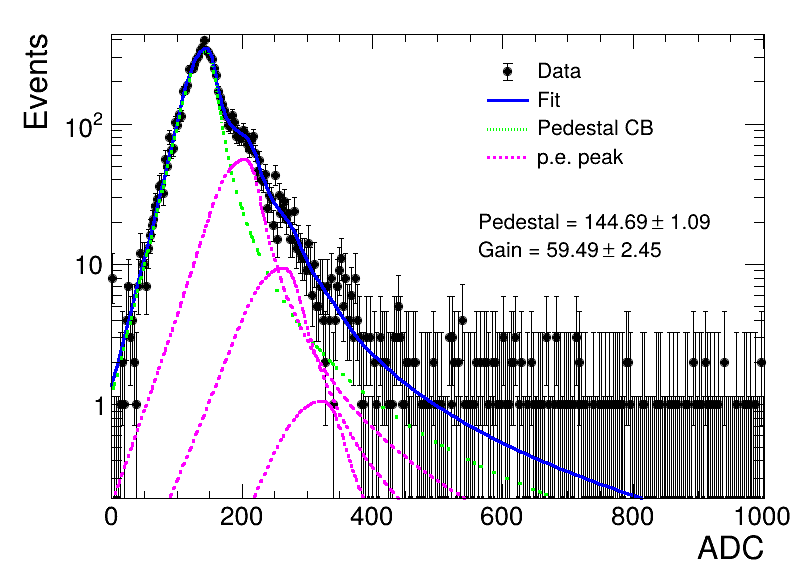 Events
10²
10
1
Data
Fit
Pedestal CB
p.e. peak
Pedestal = 144.69 ± 1.09
Gain = 59.49 ± 2.45
0 200 400 600 800 1000
ADC